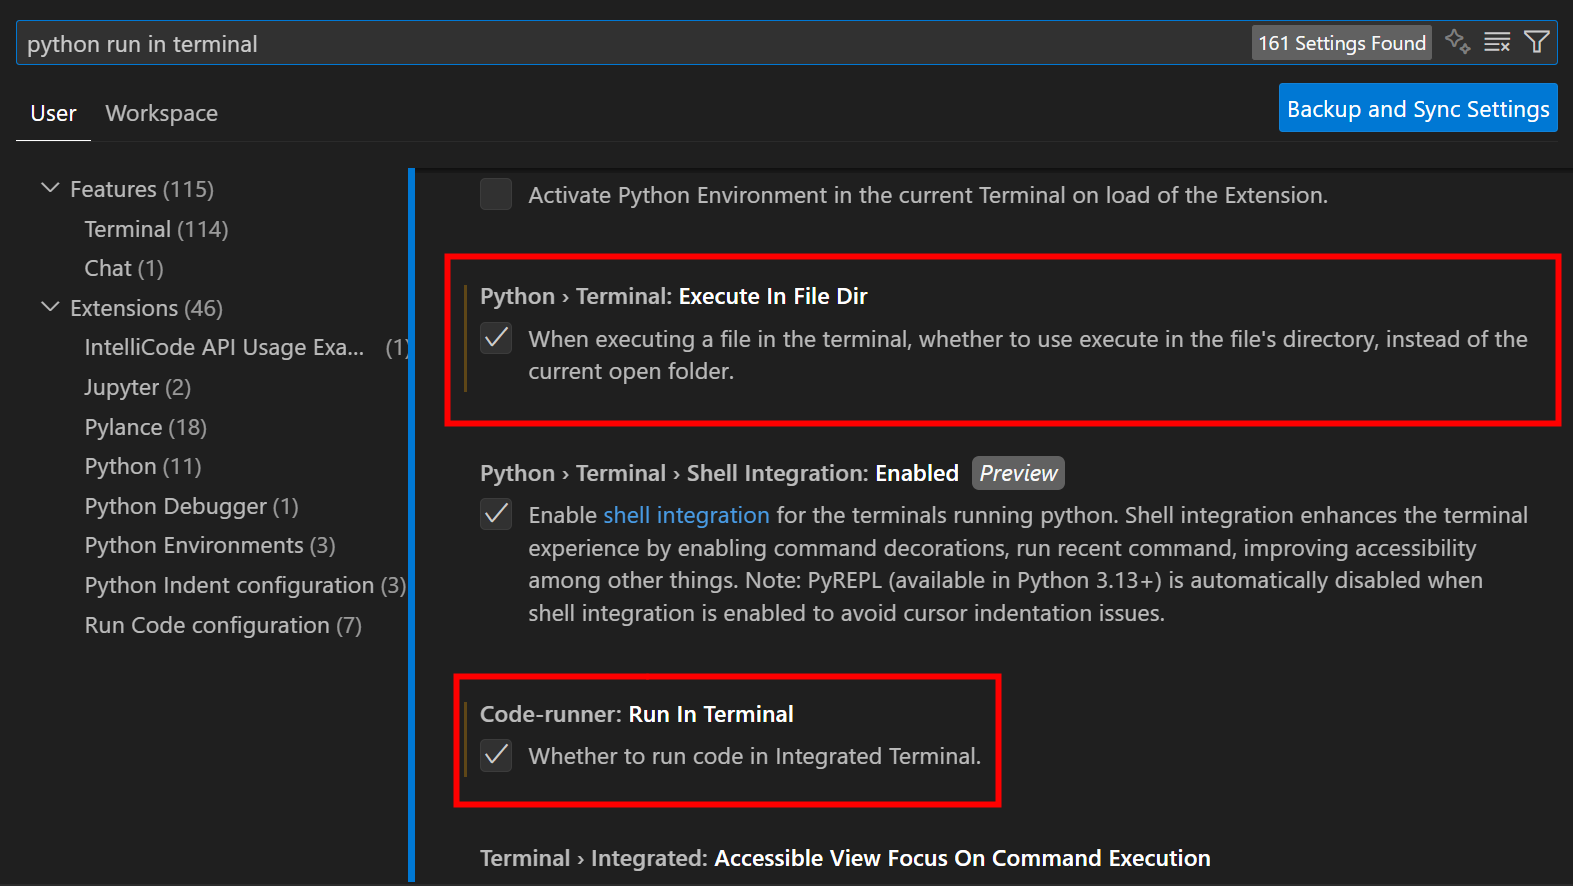 python run in terminal
161 Settings Found
User
Workspace
Backup and Sync Settings
Features (115)
Terminal (114)
Chat (1)
Extensions (46)
IntelliCode API Usage Exa... (1)
Jupyter (2)
Pylance (18)
Python (11)
Python Debugger (1)
Python Environments (3)
Python Indent configuration (3)
Run Code configuration (7)
Activate Python Environment in the current Terminal on load of the Extension.
Python › Terminal: Execute In File Dir
When executing a file in the terminal, whether to use execute in the file's directory, instead of the
current open folder.
Python › Terminal › Shell Integration: Enabled Preview
Enable shell integration for the terminals running python. Shell integration enhances the terminal
experience by enabling command decorations, run recent command, improving accessibility
among other things. Note: PyREPL (available in Python 3.13+) is automatically disabled when
shell integration is enabled to avoid cursor indentation issues.
Code-runner: Run In Terminal
Whether to run code in Integrated Terminal.
Terminal › Integrated: Accessible View Focus On Command Execution